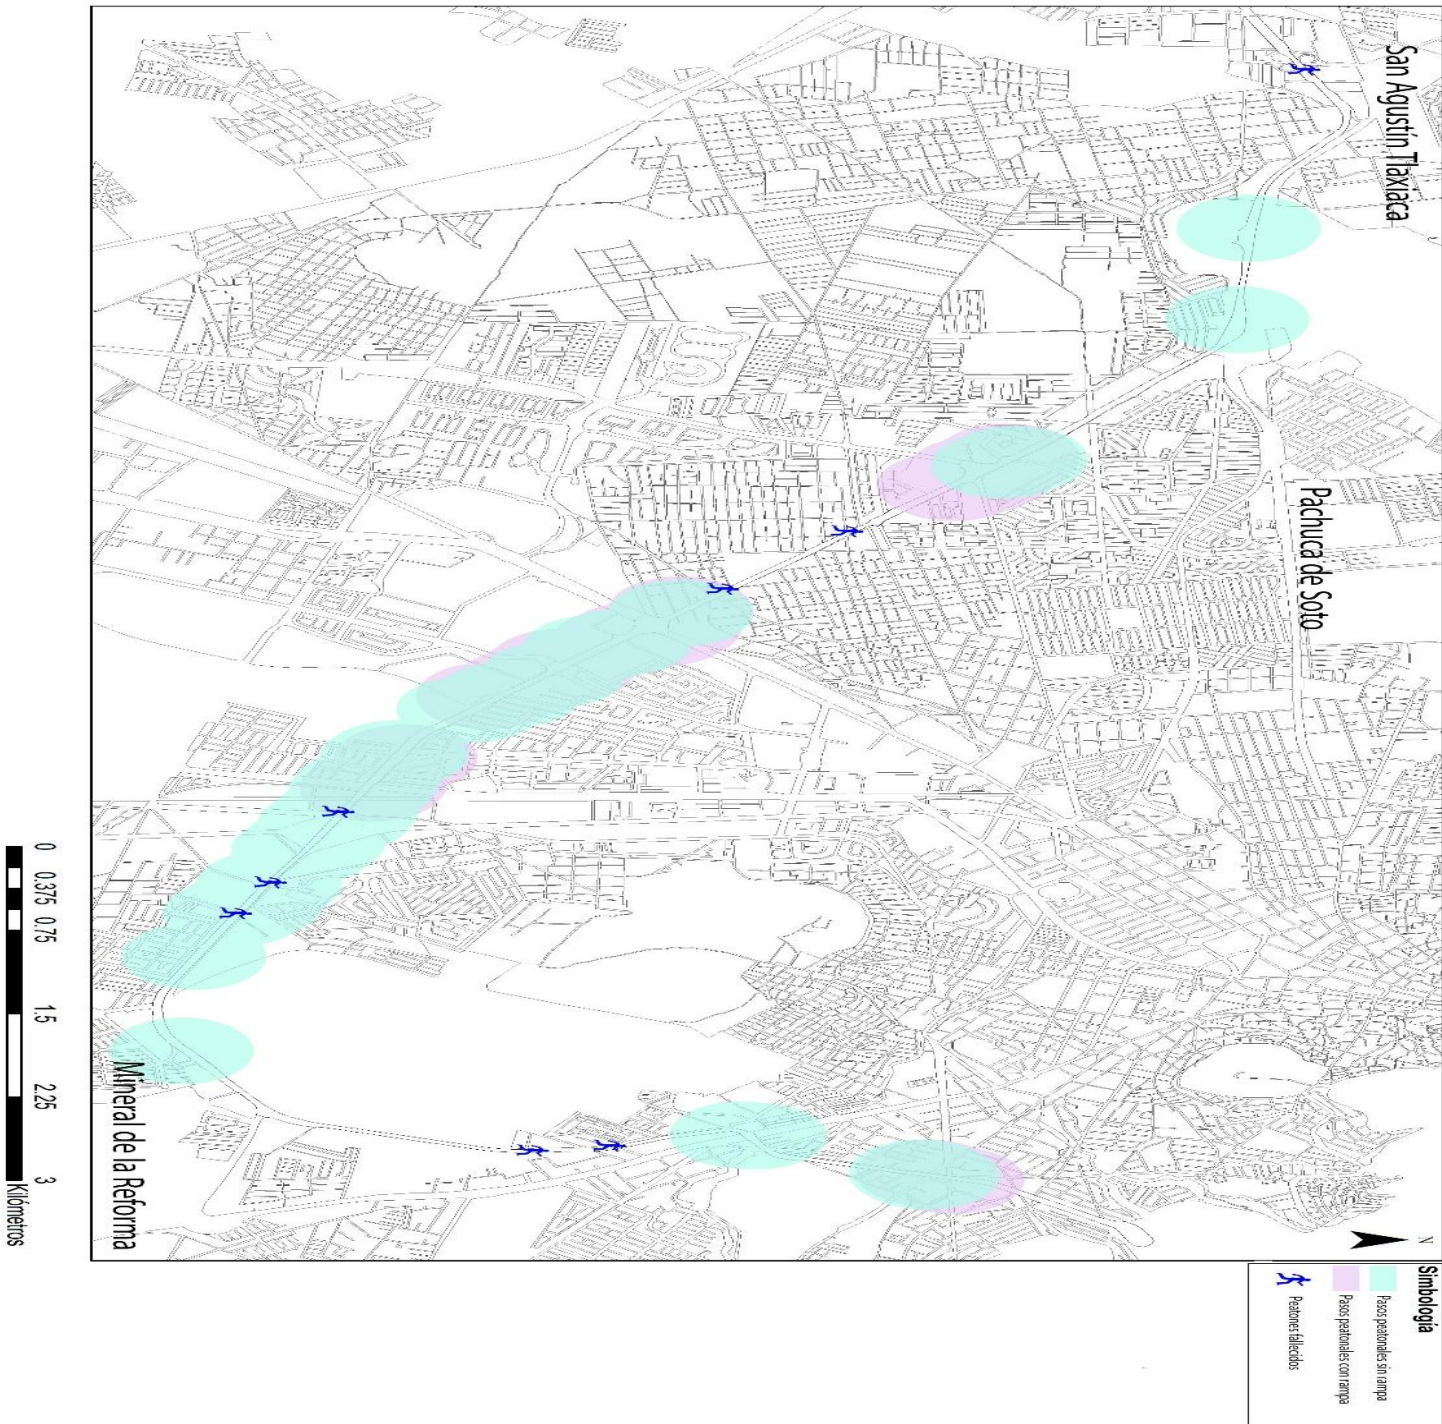 San Agustín Tlaxiaca
Pachuca de Soto
Mineral de la Reforma
N
Simbología
Pasos peatonales sin rampa
Pasos peatonales con rampa
Peatones fallecidos
0 0.375 0.75 1.5 2.25 3
Kilómetros